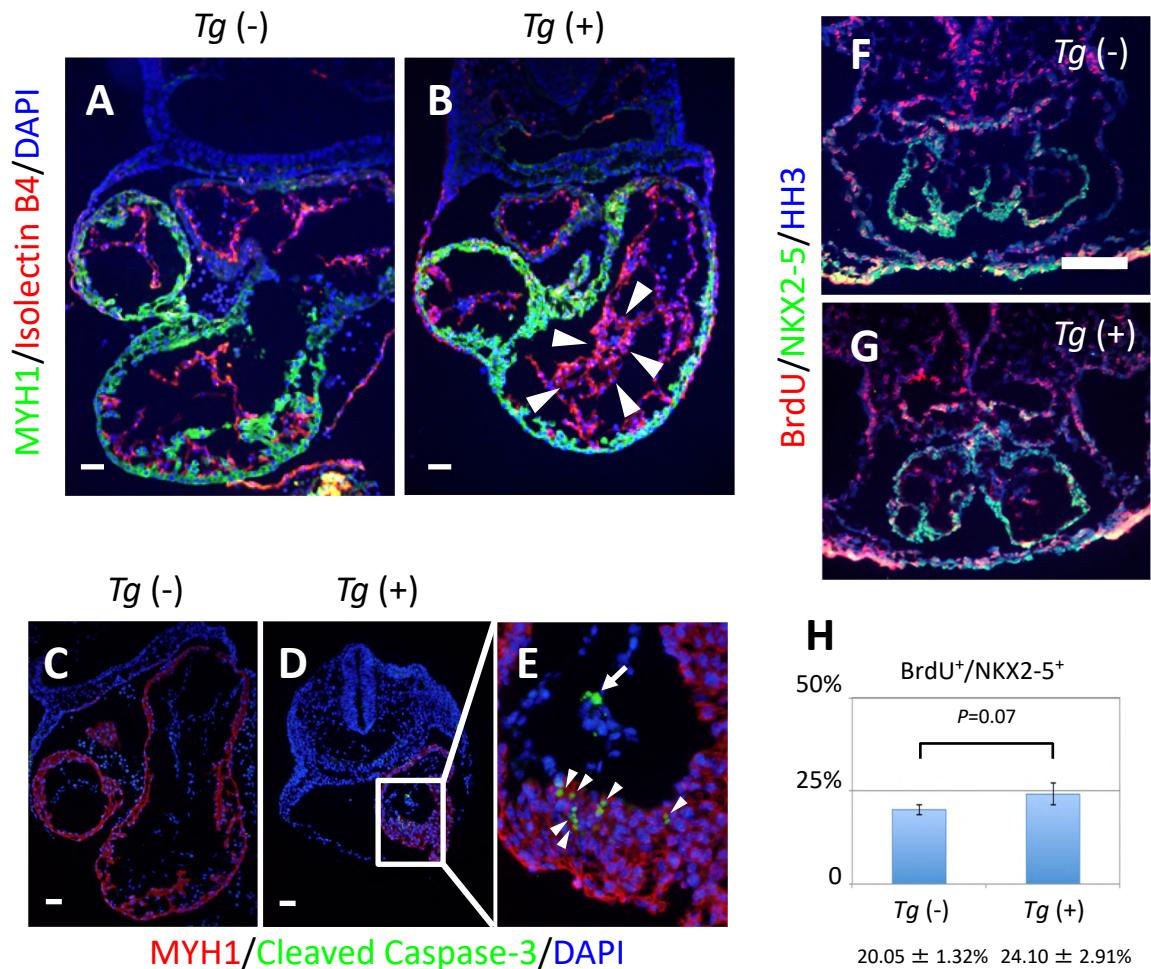 Tg (-)
Tg (+)
MYH1/Isolectin B4/DAPI
A
B
F
Tg (-)
G
Tg (+)
BrdU/NKX2-5/HH3
Tg (-)
Tg (+)
C
D
E
MYH1/Cleaved Caspase-3/DAPI
H
BrdU⁺/NKX2-5⁺
50%
P=0.07
25%
0
Tg (-)
Tg (+)
20.05 ± 1.32%
24.10 ± 2.91%